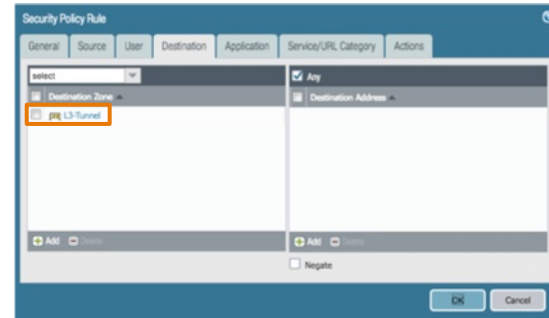 Security Policy Rule
General Source User Destination Application Service/URL Category Actions
select
Any
Destination Zone
Destination Address
L3-Tunnel
Add Delete
Add Delete
Negate
OK Cancel